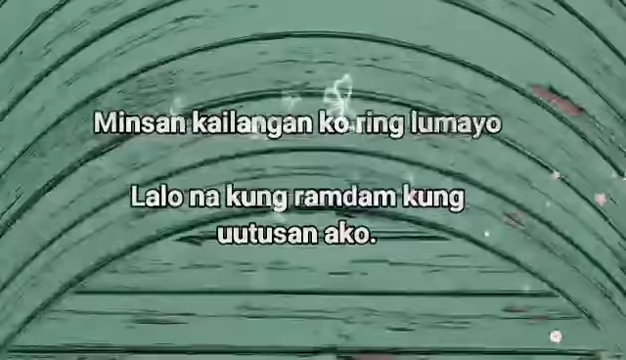 Minsan kailangan ko ring lumayo
Lalo na kung ramdam kung
uutusan ako.